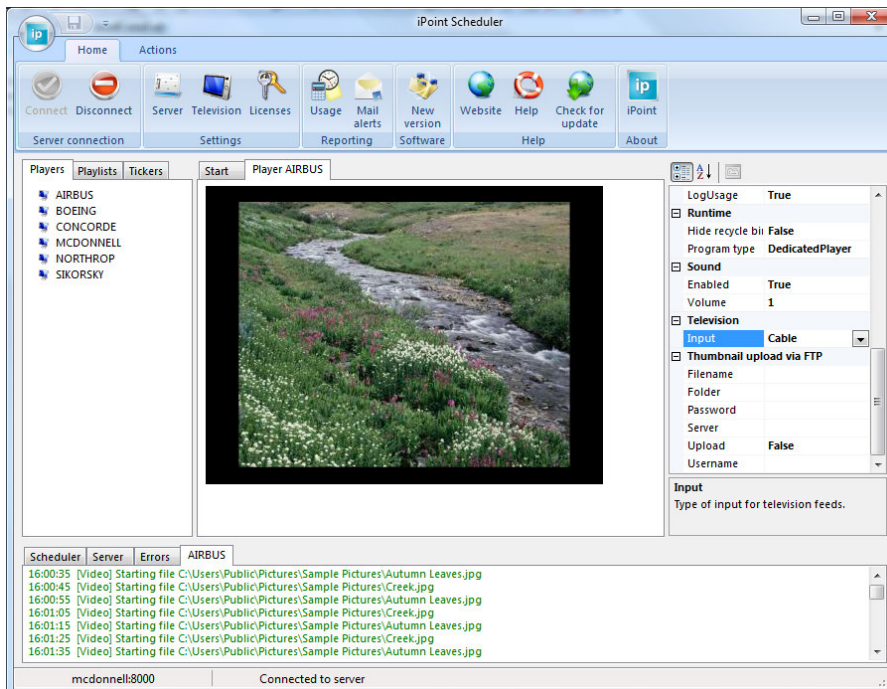 iPoint Scheduler
ip
Home Actions
Connect Disconnect Server Television Licenses Usage Mail alerts New version Website Help Check for update ip iPoint
Server connection Settings Reporting Software Help About
Players Playlists Tickers
AIRBUS
BOEING
CONCORDE
MCDONNELL
NORTHROP
SIKORSKY
Start Player AIRBUS
LogUsage True
Runtime
Hide recycle bin False
Program type DedicatedPlayer
Sound
Enabled True
Volume 1
Television
Input Cable
Thumbnail upload via FTP
Filename
Folder
Password
Server
Upload False
Username
Input
Type of input for television feeds.
Scheduler Server Errors AIRBUS
16:00:35 [Video] Starting file C:\Users\Public\Pictures\Sample Pictures\Autumn Leaves.jpg
16:00:45 [Video] Starting file C:\Users\Public\Pictures\Sample Pictures\Creek.jpg
16:00:55 [Video] Starting file C:\Users\Public\Pictures\Sample Pictures\Autumn Leaves.jpg
16:01:05 [Video] Starting file C:\Users\Public\Pictures\Sample Pictures\Creek.jpg
16:01:15 [Video] Starting file C:\Users\Public\Pictures\Sample Pictures\Autumn Leaves.jpg
16:01:25 [Video] Starting file C:\Users\Public\Pictures\Sample Pictures\Creek.jpg
16:01:35 [Video] Starting file C:\Users\Public\Pictures\Sample Pictures\Autumn Leaves.jpg
mcdonnell:8000 Connected to server